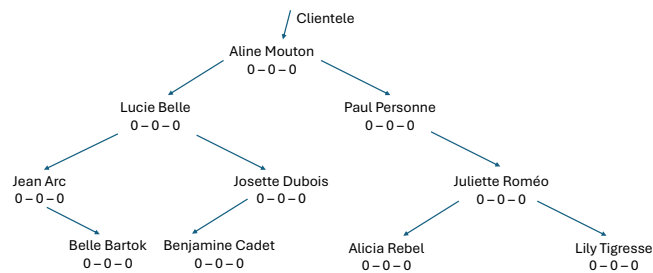 Clientele
Aline Mouton
0 – 0 – 0
Lucie Belle
0 – 0 – 0
Paul Personne
0 – 0 – 0
Jean Arc
0 – 0 – 0
Josette Dubois
0 – 0 – 0
Juliette Roméo
0 – 0 – 0
Belle Bartok
0 – 0 – 0
Benjamine Cadet
0 – 0 – 0
Alicia Rebel
0 – 0 – 0
Lily Tigresse
0 – 0 – 0